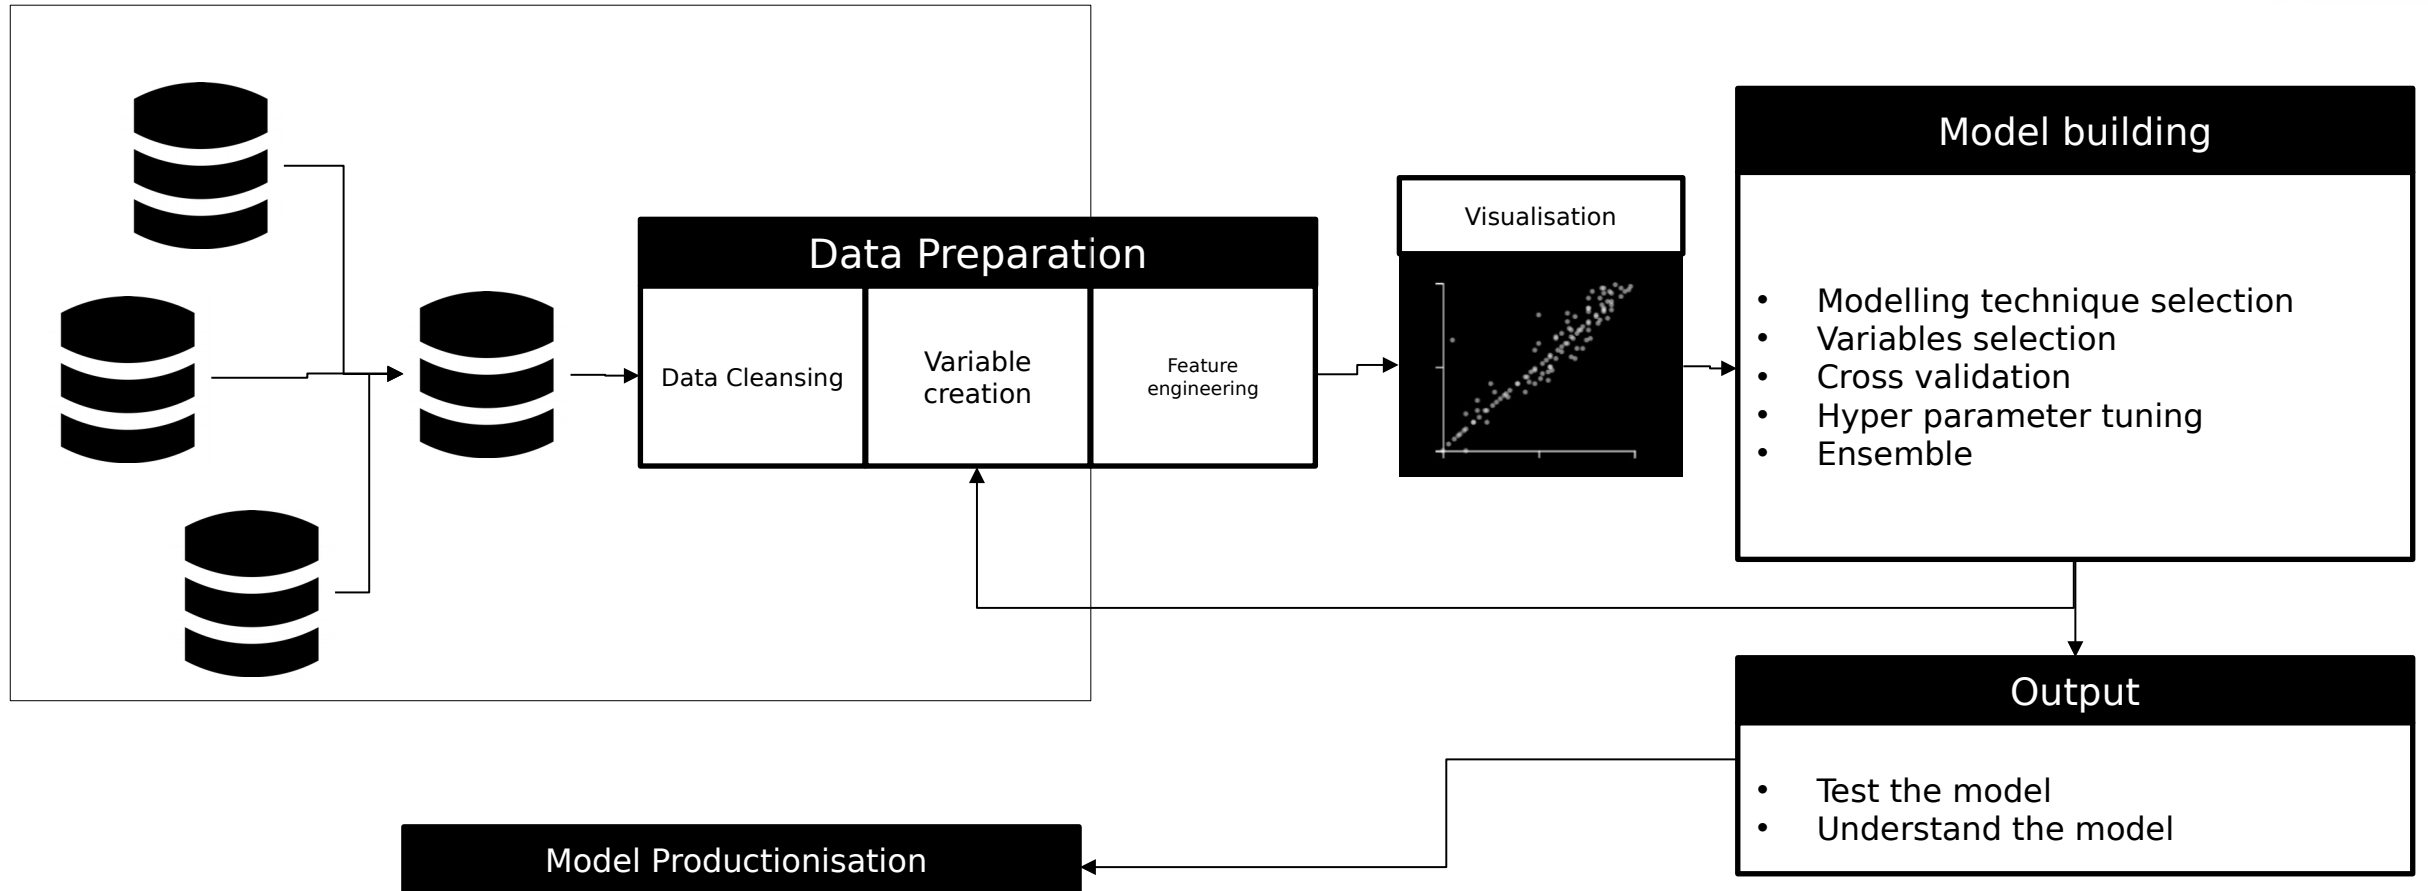 Data Preparation
Data Cleansing
Variable
creation
Feature
engineering
Visualisation
Model building
• Modelling technique selection
• Variables selection
• Cross validation
• Hyper parameter tuning
• Ensemble
Output
• Test the model
• Understand the model
Model Productionisation